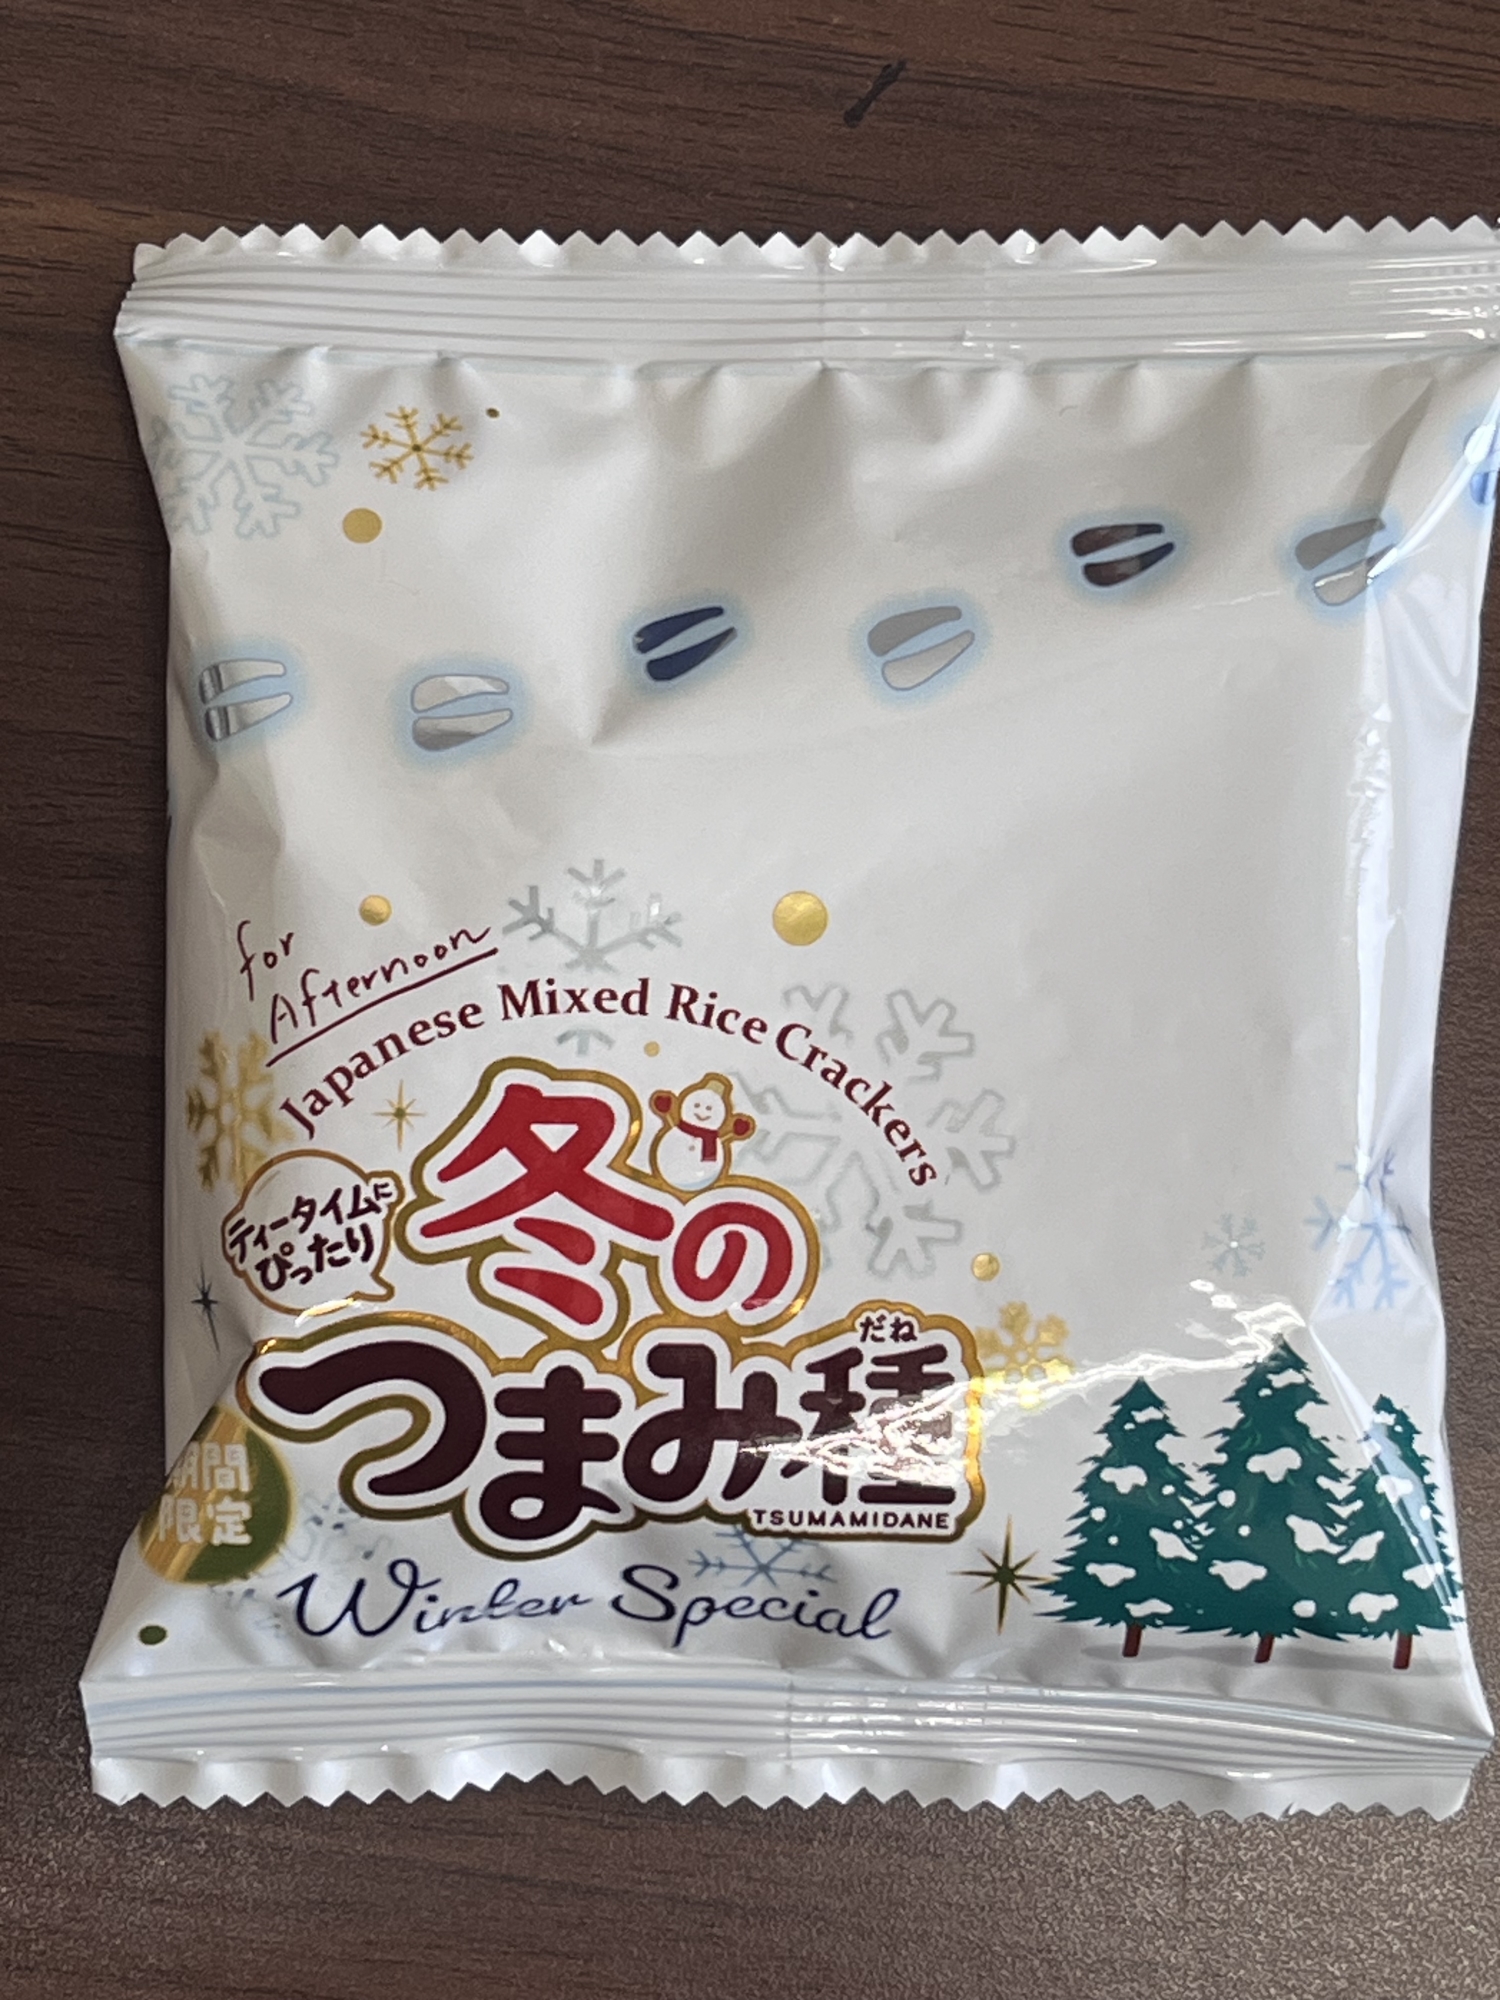 for
Afternoon
Japanese Mixed Rice Crackers
ティータイムに
ぴったり
冬の
だね
つまみ種
TSUMAMIDANE
期間
限定
Winter Special